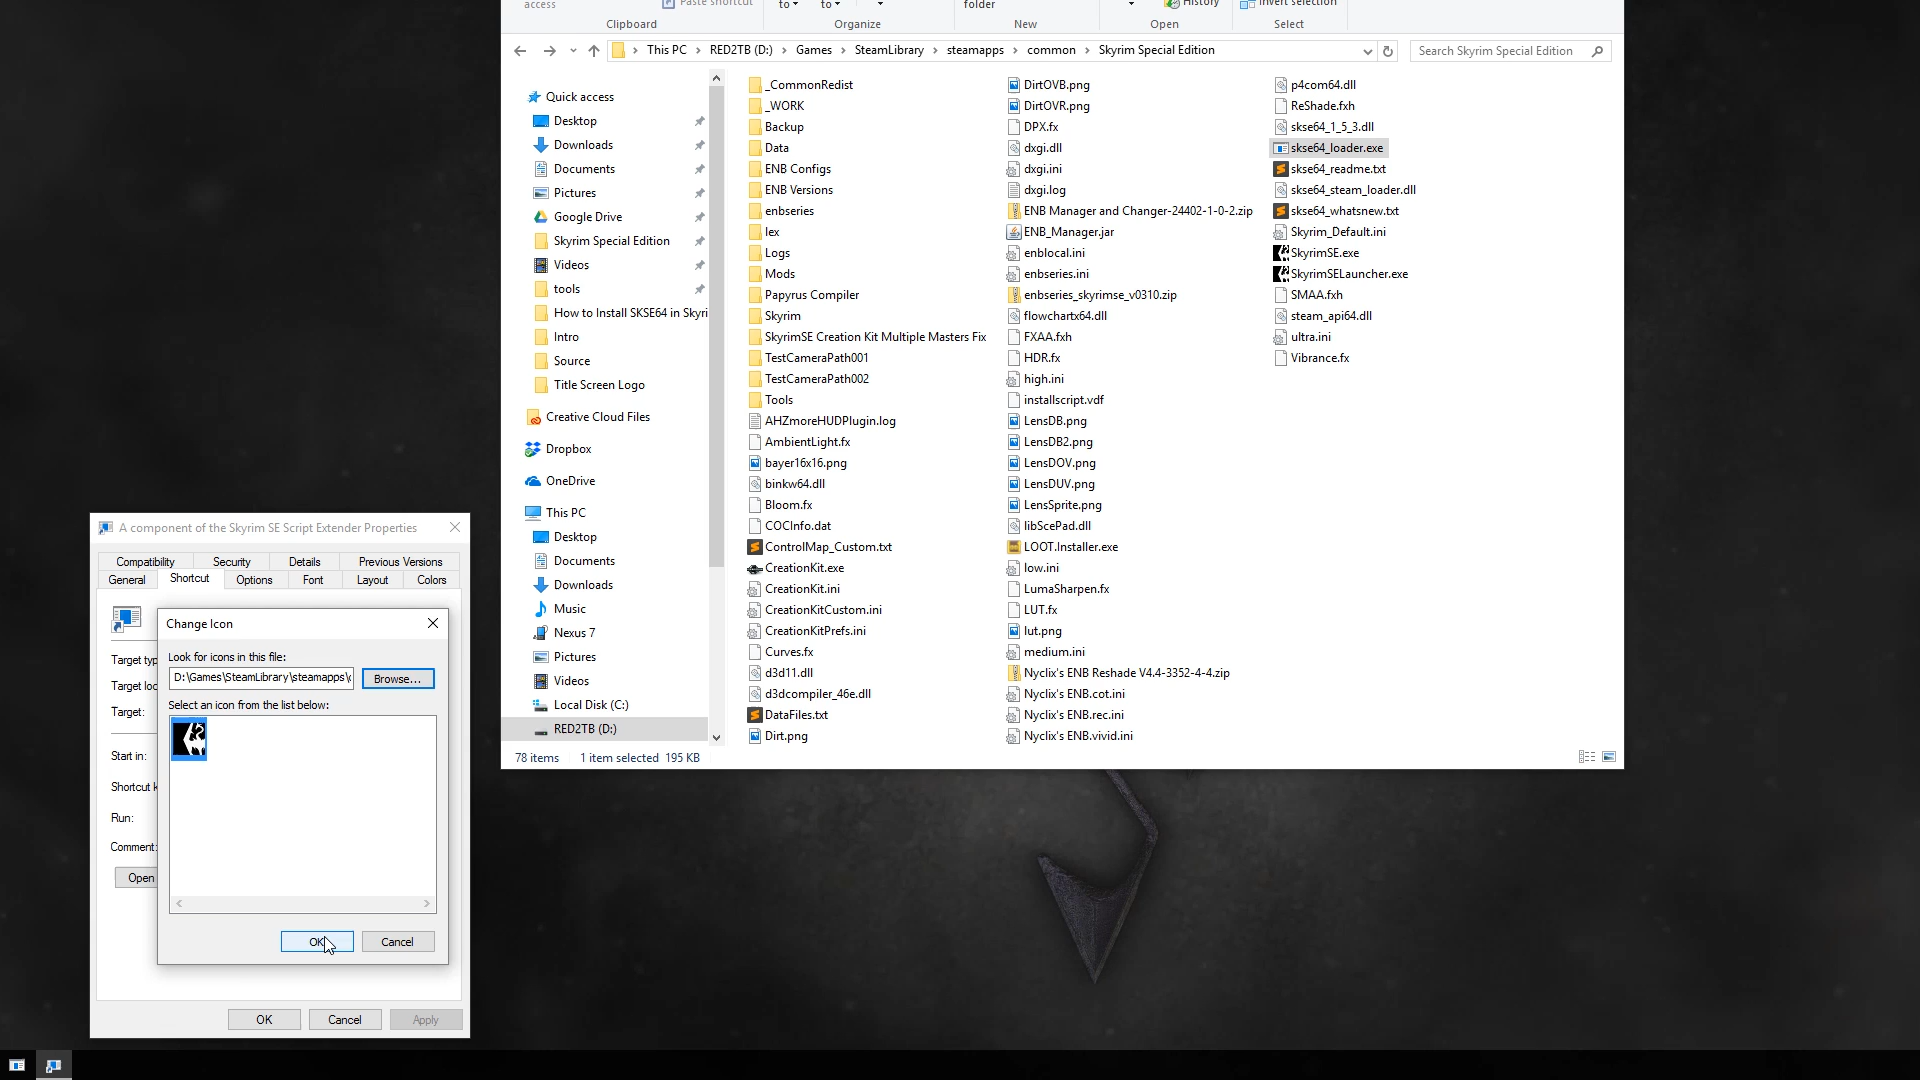 access
Paste shortcut
to
to
folder
History
Invert selection
Clipboard
Organize
New
Open
Select
This PC
RED2TB (D:)
Games
SteamLibrary
steamapps
common
Skyrim Special Edition
Search Skyrim Special Edition
Quick access
Desktop
Downloads
Documents
Pictures
Google Drive
Skyrim Special Edition
Videos
tools
How to Install SKSE64 in Skyri
Intro
Source
Title Screen Logo
Creative Cloud Files
Dropbox
OneDrive
This PC
Desktop
Documents
Downloads
Music
Nexus 7
Pictures
Videos
Local Disk (C:)
RED2TB (D:)
_CommonRedist
_WORK
Backup
Data
ENB Configs
ENB Versions
enbseries
lex
Logs
Mods
Papyrus Compiler
Skyrim
SkyrimSE Creation Kit Multiple Masters Fix
TestCameraPath001
TestCameraPath002
Tools
AHZmoreHUDPlugin.log
AmbientLight.fx
bayer16x16.png
binkw64.dll
Bloom.fx
COCInfo.dat
ControlMap_Custom.txt
CreationKit.exe
CreationKit.ini
CreationKitCustom.ini
CreationKitPrefs.ini
Curves.fx
d3d11.dll
d3dcompiler_46e.dll
DataFiles.txt
Dirt.png
DirtOVB.png
DirtOVR.png
DPX.fx
dxgi.dll
dxgi.ini
dxgi.log
ENB Manager and Changer-24402-1-0-2.zip
ENB_Manager.jar
enblocal.ini
enbseries.ini
enbseries_skyrimse_v0310.zip
flowchartx64.dll
FXAA.fxh
HDR.fx
high.ini
installscript.vdf
LensDB.png
LensDB2.png
LensDOV.png
LensDUV.png
LensSprite.png
libScePad.dll
LOOT.Installer.exe
low.ini
LumaSharpen.fx
LUT.fx
lut.png
medium.ini
Nyclix's ENB Reshade V4.4-3352-4-4.zip
Nyclix's ENB.cot.ini
Nyclix's ENB.rec.ini
Nyclix's ENB.vivid.ini
p4com64.dll
ReShade.fxh
skse64_1_5_3.dll
skse64_loader.exe
skse64_readme.txt
skse64_steam_loader.dll
skse64_whatsnew.txt
Skyrim_Default.ini
SkyrimSE.exe
SkyrimSELauncher.exe
SMAA.fxh
steam_api64.dll
ultra.ini
Vibrance.fx
78 items
1 item selected 195 KB
A component of the Skyrim SE Script Extender Properties
Compatibility
Security
Details
Previous Versions
General
Shortcut
Options
Font
Layout
Colors
Target typ
Target loc
Target:
Start in:
Shortcut k
Run:
Comment:
Open
Change Icon
Look for icons in this file:
D:\Games\SteamLibrary\steamapps\
Browse...
Select an icon from the list below:
OK
Cancel
OK
Cancel
Apply